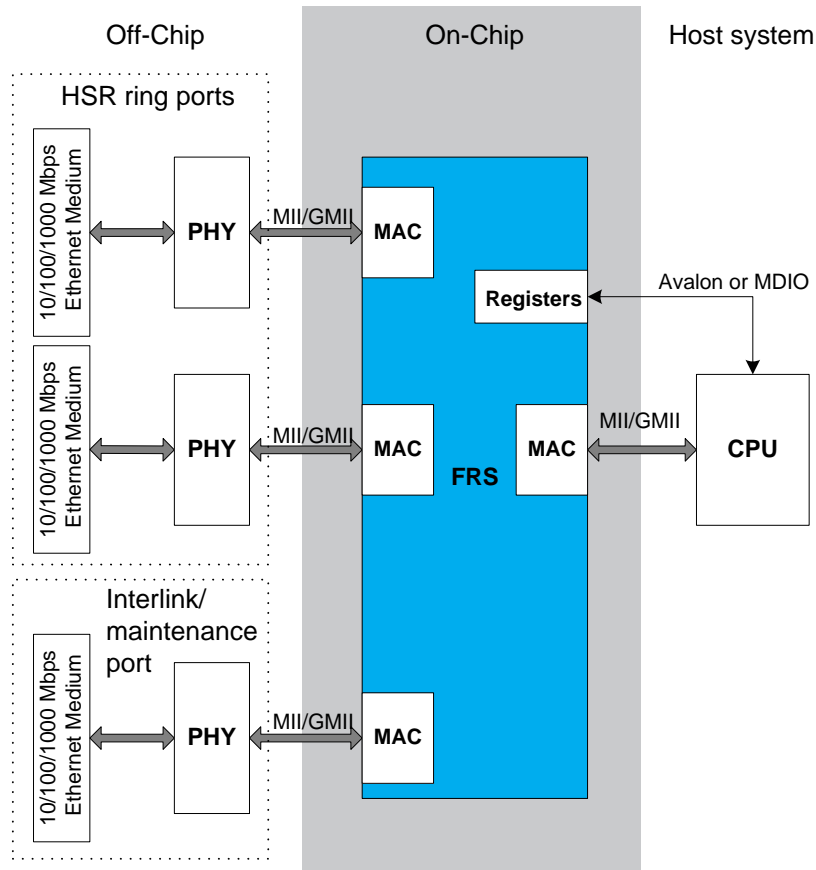 Off-Chip
On-Chip
Host system
HSR ring ports
10/100/1000 Mbps
Ethernet Medium
PHY
MII/GMII
MAC
Registers
Avalon or MDIO
10/100/1000 Mbps
Ethernet Medium
PHY
MII/GMII
MAC
FRS
MAC
MII/GMII
CPU
Interlink/
maintenance
port
10/100/1000 Mbps
Ethernet Medium
PHY
MII/GMII
MAC